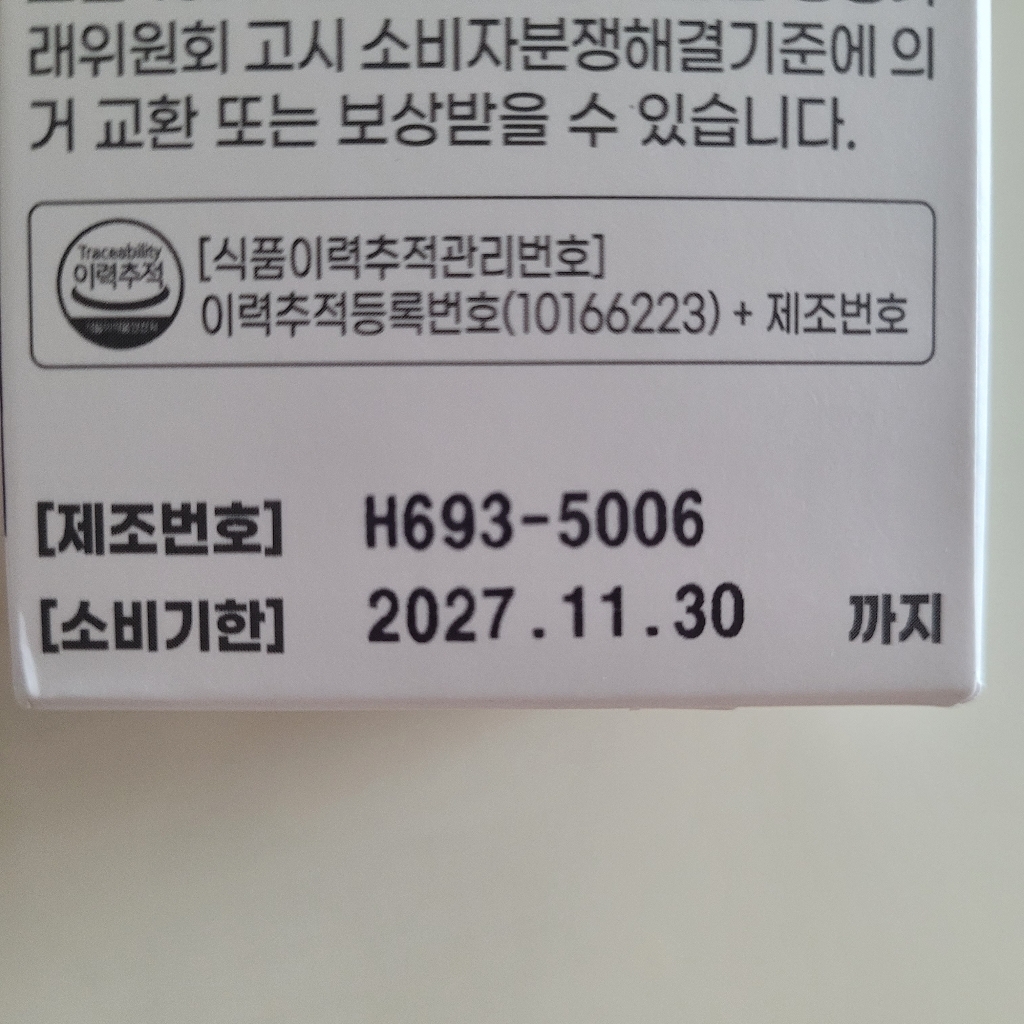 래위원회 고시 소비자분쟁해결기준에 의
거 교환 또는 보상받을 수 있습니다.
Traceability
이력추적
[식품이력추적관리번호]
이력추적등록번호(10166223) + 제조번호
[제조번호] H693-5006
[소비기한] 2027.11.30 까지